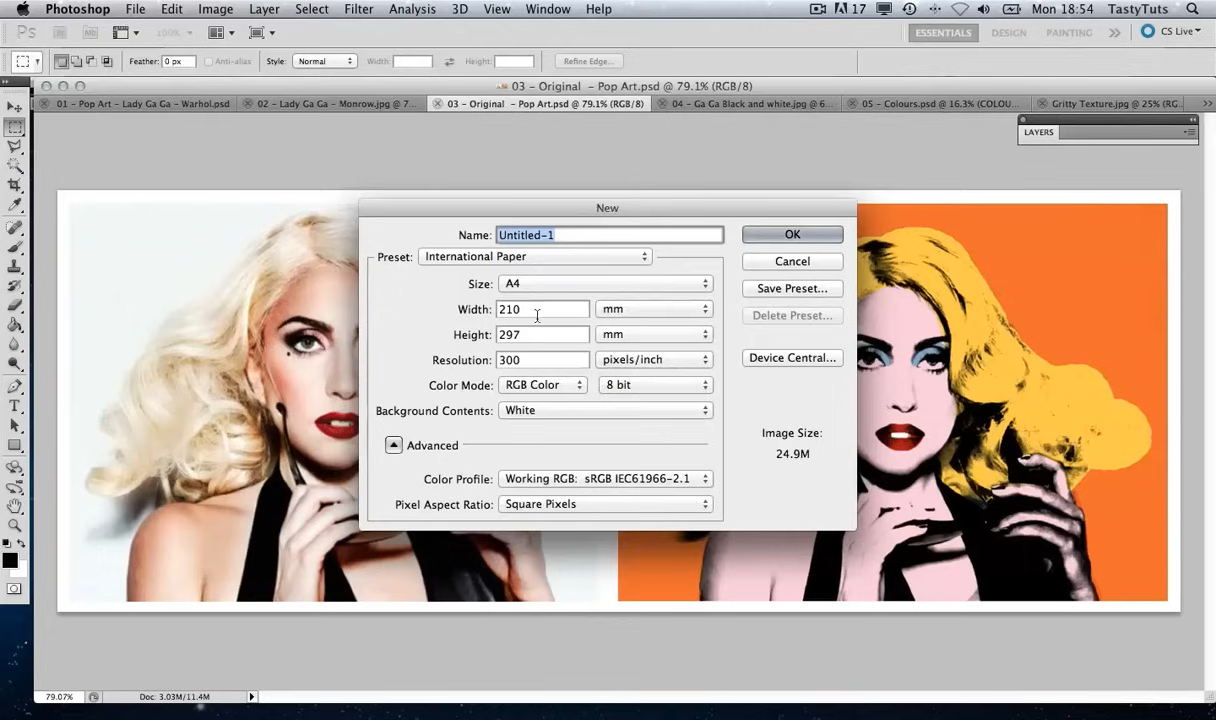 Photoshop File Edit Image Layer Select Filter Analysis 3D View Window Help 17 Mon 18:54 TastyTuts
Ps Br Mb 100% ESSENTIALS DESIGN PAINTING CS Live
Feather: 0 px Anti-alias Style: Normal Width: Height: Refine Edge...
03 - Original - Pop Art.psd @ 79.1% (RGB/8)
01 - Pop Art - Lady Ga Ga - Warhol.psd 02 - Lady Ga Ga - Monrow.jpg @ 7... 03 - Original - Pop Art.psd @ 79.1% (RGB/8) 04 - Ga Ga Black and white.jpg @ 6... 05 - Colours.psd @ 16.3% (COLOU... Gritty Texture.jpg @ 25% (RG...
LAYERS
New
Name: Untitled-1 OK
Preset: International Paper Cancel
Size: A4 Save Preset...
Width: 210 mm
Delete Preset...
Height: 297 mm
Resolution: 300 pixels/inch Device Central...
Color Mode: RGB Color 8 bit
Background Contents: White
Image Size:
24.9M
Advanced
Color Profile: Working RGB: sRGB IEC61966-2.1
Pixel Aspect Ratio: Square Pixels
79.07% Doc: 3.03M/11.4M